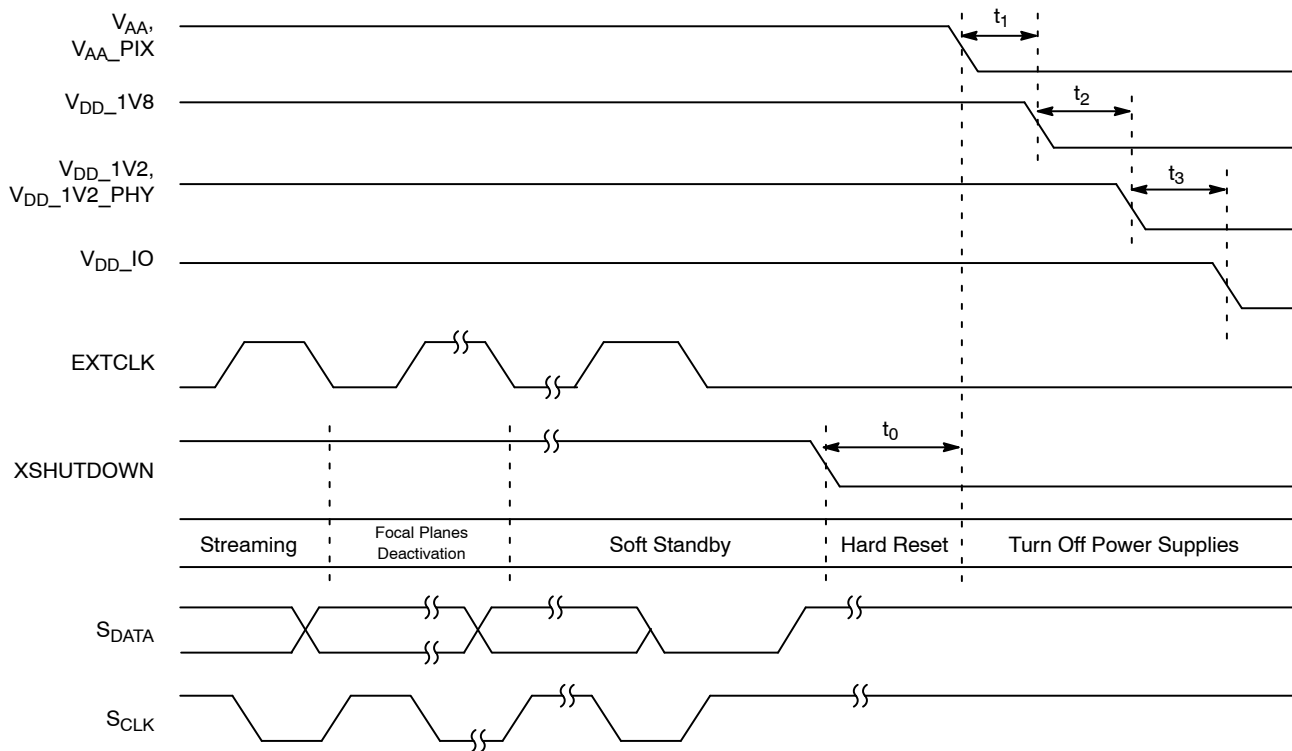 VAA,
VAA_PIX
t1
VDD_1V8
t2
VDD_1V2,
VDD_1V2_PHY
t3
VDD_IO
EXTCLK
XSHUTDOWN
t0
Streaming
Focal Planes
Deactivation
Soft Standby
Hard Reset
Turn Off Power Supplies
SDATA
SCLK